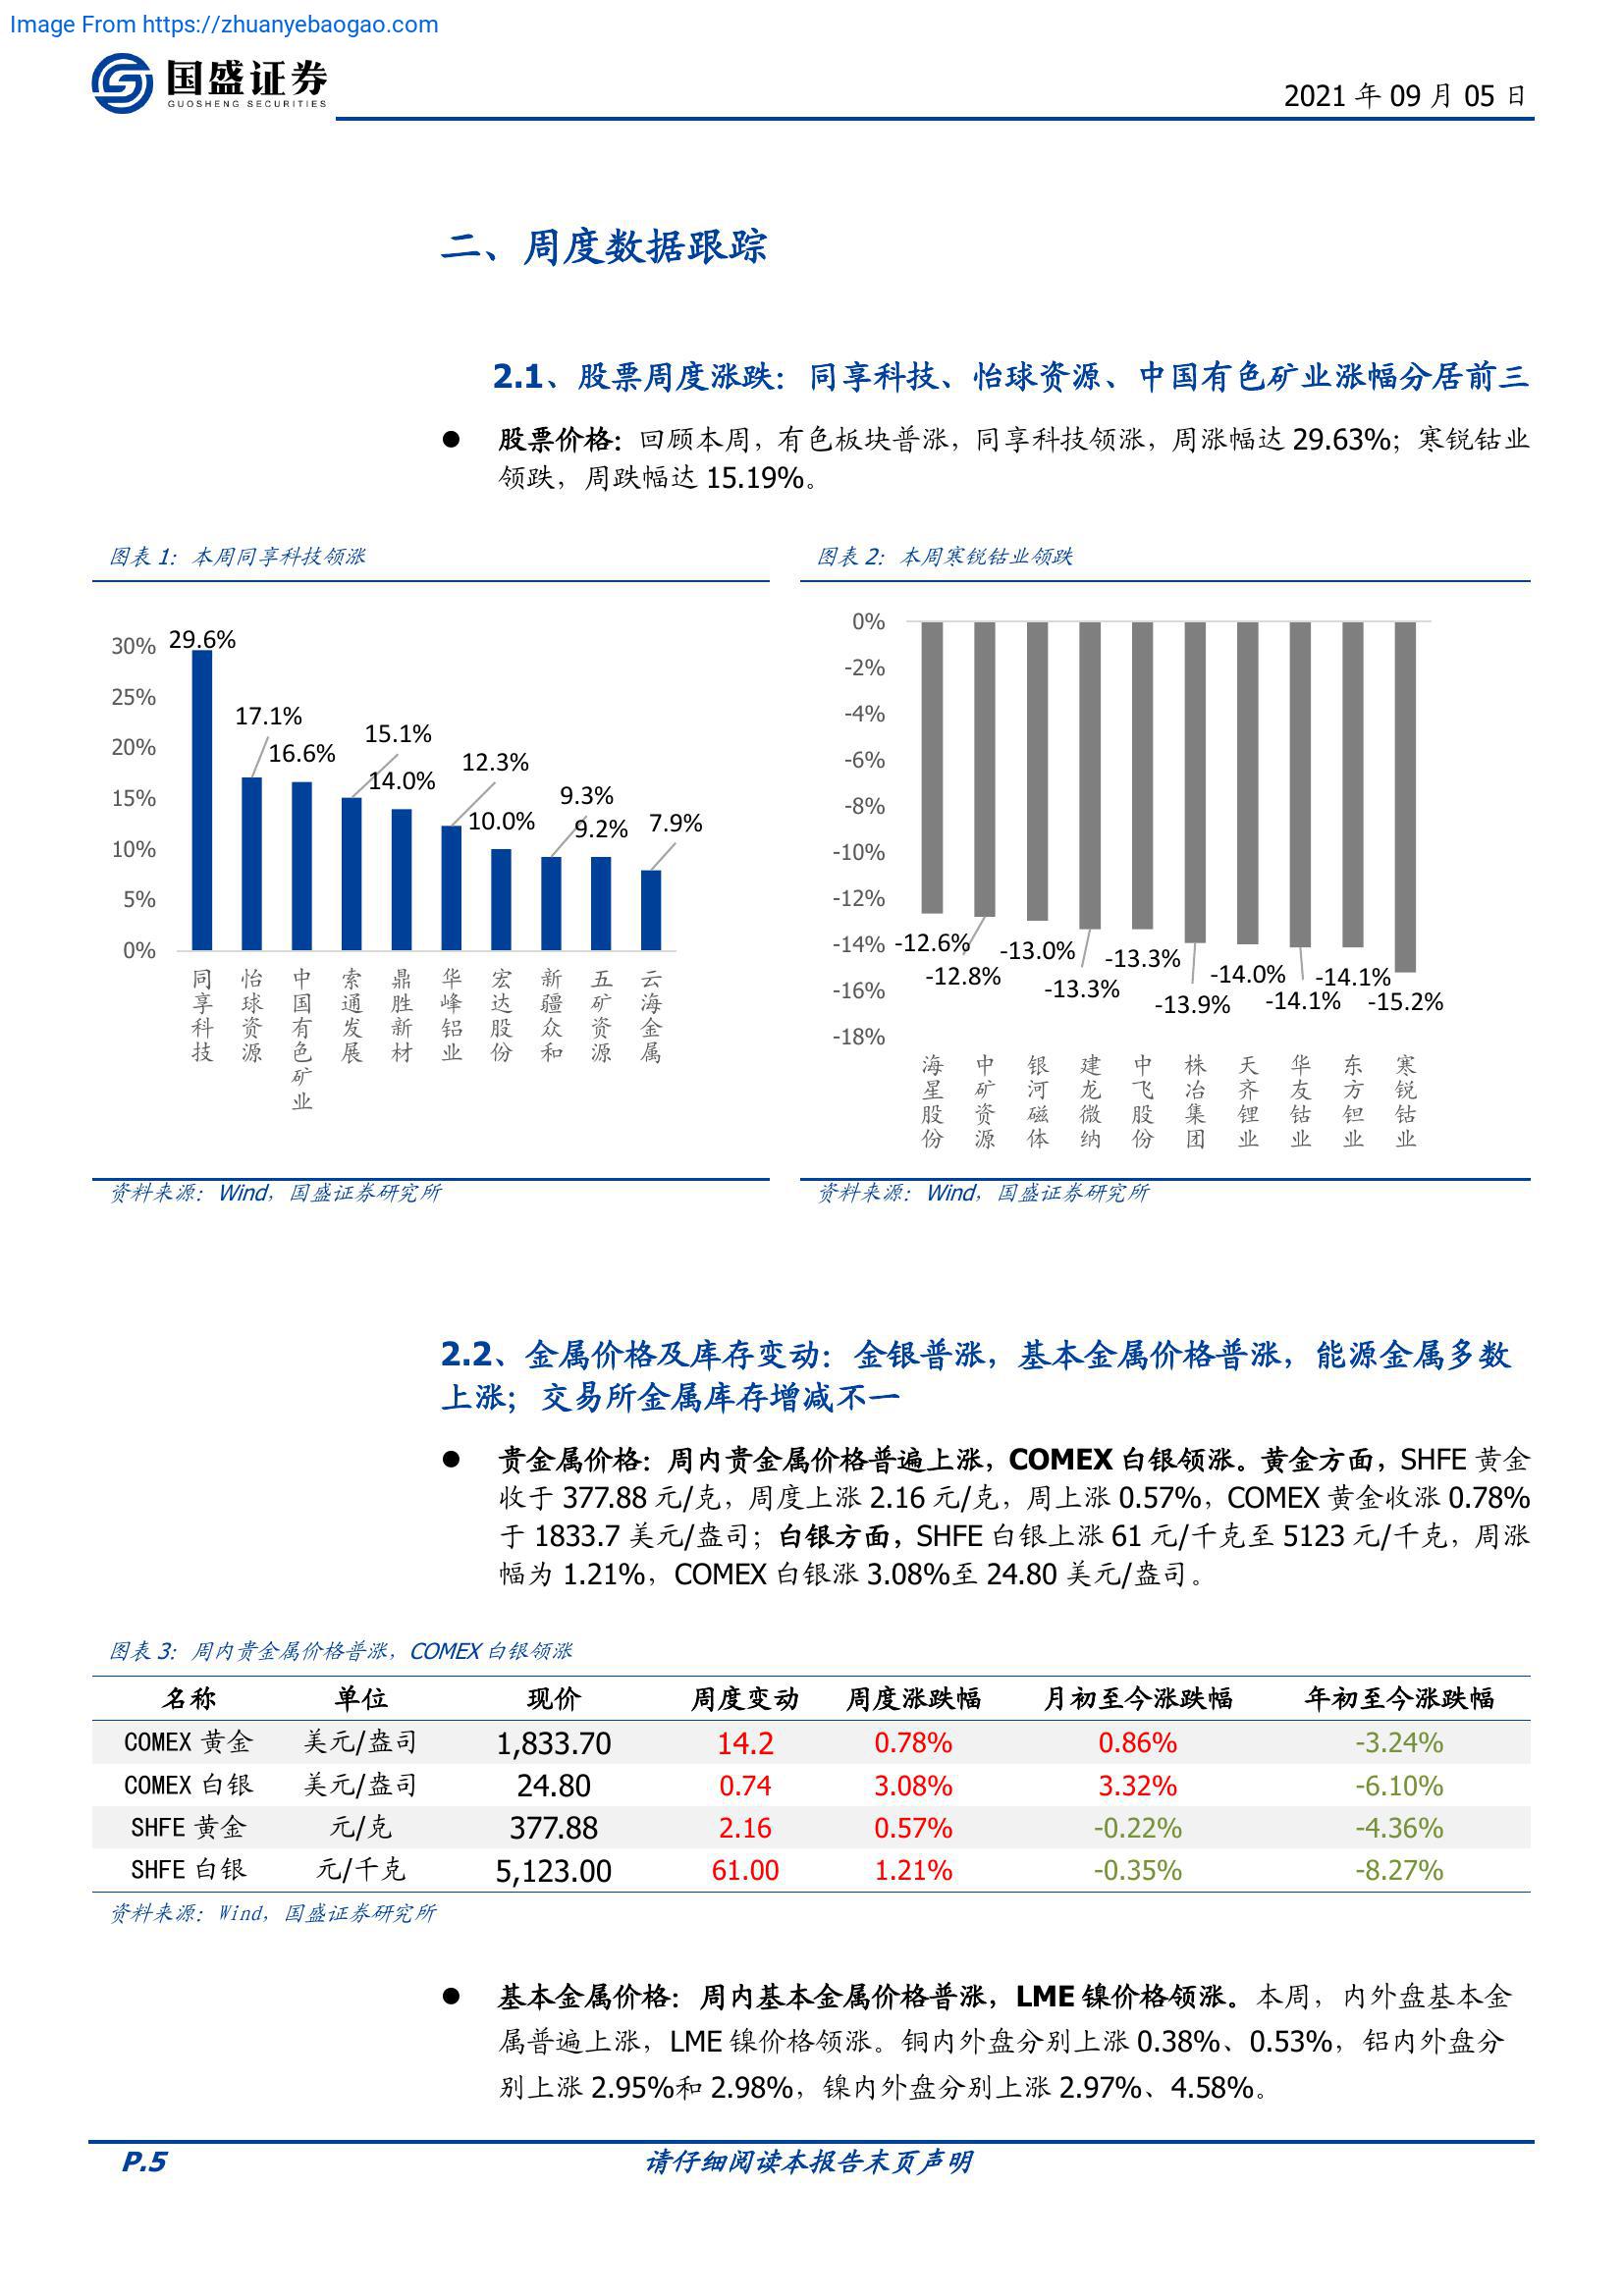 Image From https://zhuanyebaogao.com
国盛证券
GUOSHENG SECURITIES
2021 年 09 月 05 日
二、周度数据跟踪
2.1、股票周度涨跌：同享科技、怡球资源、中国有色矿业涨幅分居前三
● 股票价格：回顾本周，有色板块普涨，同享科技领涨，周涨幅达 29.63%；寒锐钴业
领跌，周跌幅达 15.19%。
图表 1：本周同享科技领涨
30%
25%
20%
15%
10%
5%
0%
29.6%
17.1%
16.6%
15.1%
14.0%
12.3%
10.0%
9.3%
9.2%
7.9%
同享科技
怡球资源
中国有色矿业
索通发展
鼎胜新材
华峰铝业
宏达股份
新疆众和
五矿资源
云海金属
资料来源：Wind，国盛证券研究所
图表 2：本周寒锐钴业领跌
0%
-2%
-4%
-6%
-8%
-10%
-12%
-14%
-16%
-18%
-12.6%
-12.8%
-13.0%
-13.3%
-13.3%
-13.9%
-14.0%
-14.1%
-14.1%
-15.2%
海星股份
中矿资源
银河磁体
建龙微纳
中飞股份
株冶集团
天齐锂业
华友钴业
东方钽业
寒锐钴业
资料来源：Wind，国盛证券研究所
2.2、金属价格及库存变动：金银普涨，基本金属价格普涨，能源金属多数
上涨；交易所金属库存增减不一
● 贵金属价格：周内贵金属价格普遍上涨，COMEX 白银领涨。黄金方面，SHFE 黄金
收于 377.88 元/克，周度上涨 2.16 元/克，周上涨 0.57%，COMEX 黄金收涨 0.78%
于 1833.7 美元/盎司；白银方面，SHFE 白银上涨 61 元/千克至 5123 元/千克，周涨
幅为 1.21%，COMEX 白银涨 3.08%至 24.80 美元/盎司。
图表 3：周内贵金属价格普涨，COMEX 白银领涨
名称 单位 现价 周度变动 周度涨跌幅 月初至今涨跌幅 年初至今涨跌幅
COMEX 黄金 美元/盎司 1,833.70 14.2 0.78% 0.86% -3.24%
COMEX 白银 美元/盎司 24.80 0.74 3.08% 3.32% -6.10%
SHFE 黄金 元/克 377.88 2.16 0.57% -0.22% -4.36%
SHFE 白银 元/千克 5,123.00 61.00 1.21% -0.35% -8.27%
资料来源：Wind，国盛证券研究所
● 基本金属价格：周内基本金属价格普涨，LME 镍价格领涨。本周，内外盘基本金
属普遍上涨，LME 镍价格领涨。铜内外盘分别上涨 0.38%、0.53%，铝内外盘分
别上涨 2.95%和 2.98%，镍内外盘分别上涨 2.97%、4.58%。
P.5 请仔细阅读本报告末页声明